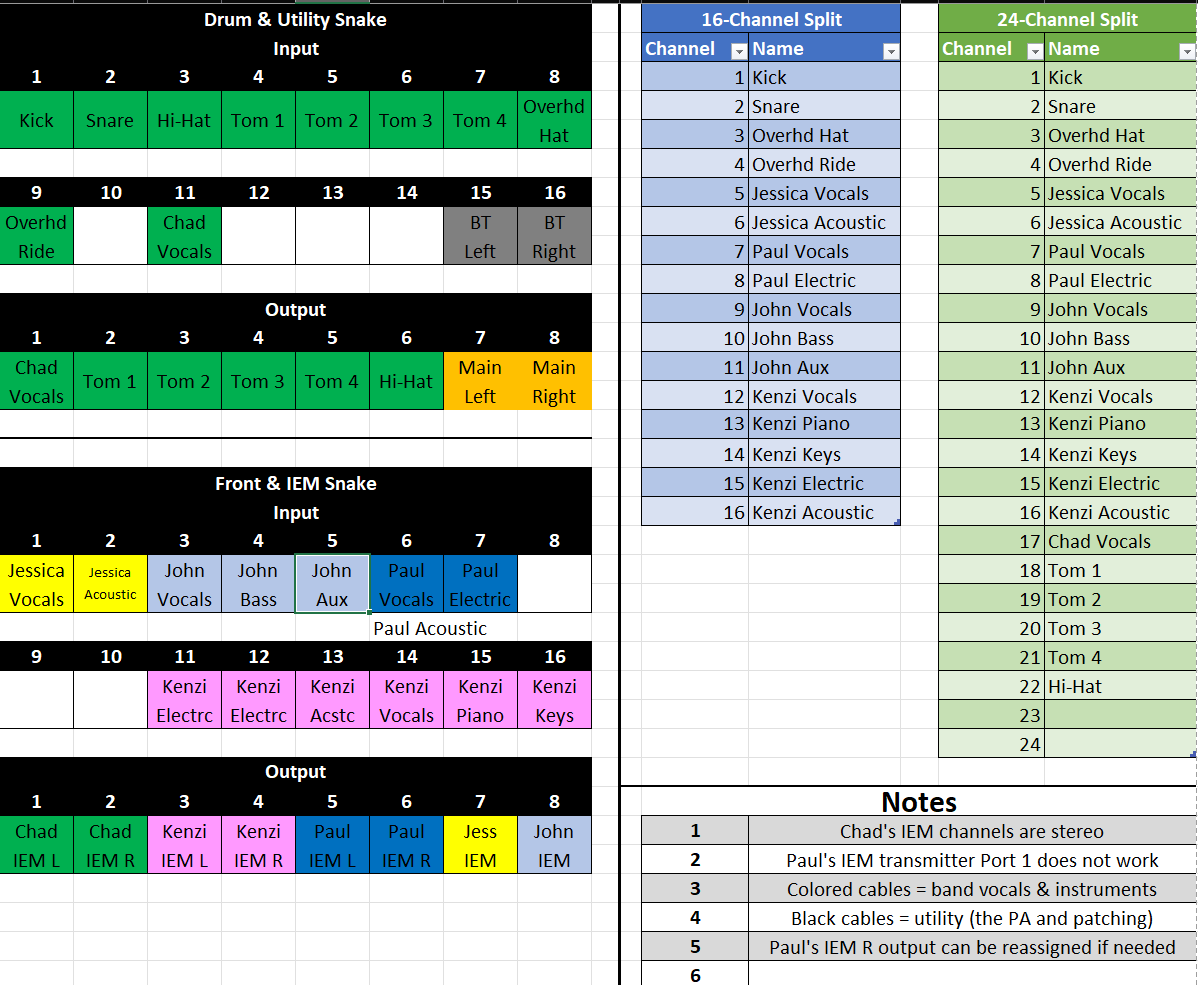 Drum & Utility Snake
Input
1 2 3 4 5 6 7 8
Kick Snare Hi-Hat Tom 1 Tom 2 Tom 3 Tom 4 Overhd Hat
9 10 11 12 13 14 15 16
Overhd Ride Chad Vocals BT Left BT Right
Output
1 2 3 4 5 6 7 8
Chad Vocals Tom 1 Tom 2 Tom 3 Tom 4 Hi-Hat Main Left Main Right
Front & IEM Snake
Input
1 2 3 4 5 6 7 8
Jessica Vocals Jessica Acoustic John Vocals John Bass John Aux Paul Vocals Paul Electric
Paul Acoustic
9 10 11 12 13 14 15 16
Kenzi Electrc Kenzi Electrc Kenzi Acstc Kenzi Vocals Kenzi Piano Kenzi Keys
Output
1 2 3 4 5 6 7 8
Chad IEM L Chad IEM R Kenzi IEM L Kenzi IEM R Paul IEM L Paul IEM R Jess IEM John IEM
16-Channel Split
Channel Name
1 Kick
2 Snare
3 Overhd Hat
4 Overhd Ride
5 Jessica Vocals
6 Jessica Acoustic
7 Paul Vocals
8 Paul Electric
9 John Vocals
10 John Bass
11 John Aux
12 Kenzi Vocals
13 Kenzi Piano
14 Kenzi Keys
15 Kenzi Electric
16 Kenzi Acoustic
24-Channel Split
Channel Name
1 Kick
2 Snare
3 Overhd Hat
4 Overhd Ride
5 Jessica Vocals
6 Jessica Acoustic
7 Paul Vocals
8 Paul Electric
9 John Vocals
10 John Bass
11 John Aux
12 Kenzi Vocals
13 Kenzi Piano
14 Kenzi Keys
15 Kenzi Electric
16 Kenzi Acoustic
17 Chad Vocals
18 Tom 1
19 Tom 2
20 Tom 3
21 Tom 4
22 Hi-Hat
23
24
Notes
1 Chad's IEM channels are stereo
2 Paul's IEM transmitter Port 1 does not work
3 Colored cables = band vocals & instruments
4 Black cables = utility (the PA and patching)
5 Paul's IEM R output can be reassigned if needed
6